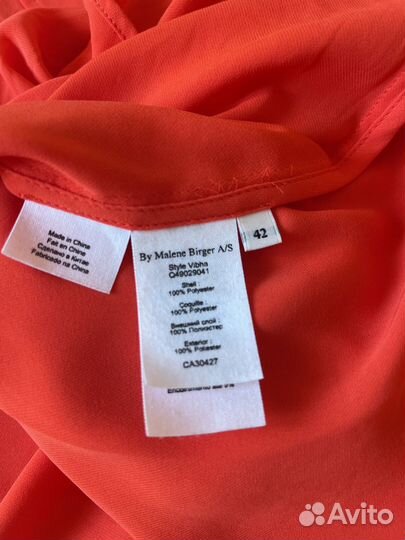 Made in China
Fait en Chine
Сделано в Китае
Fabricado na China
By Malene Birger A/S
Style Vibha
Q49029041
Shell :
100% Polyester
Coquille :
100% Polyester
Внешний слой :
100% Полиэстер
Exterior :
100% Poliester
CA30427
42
Avito